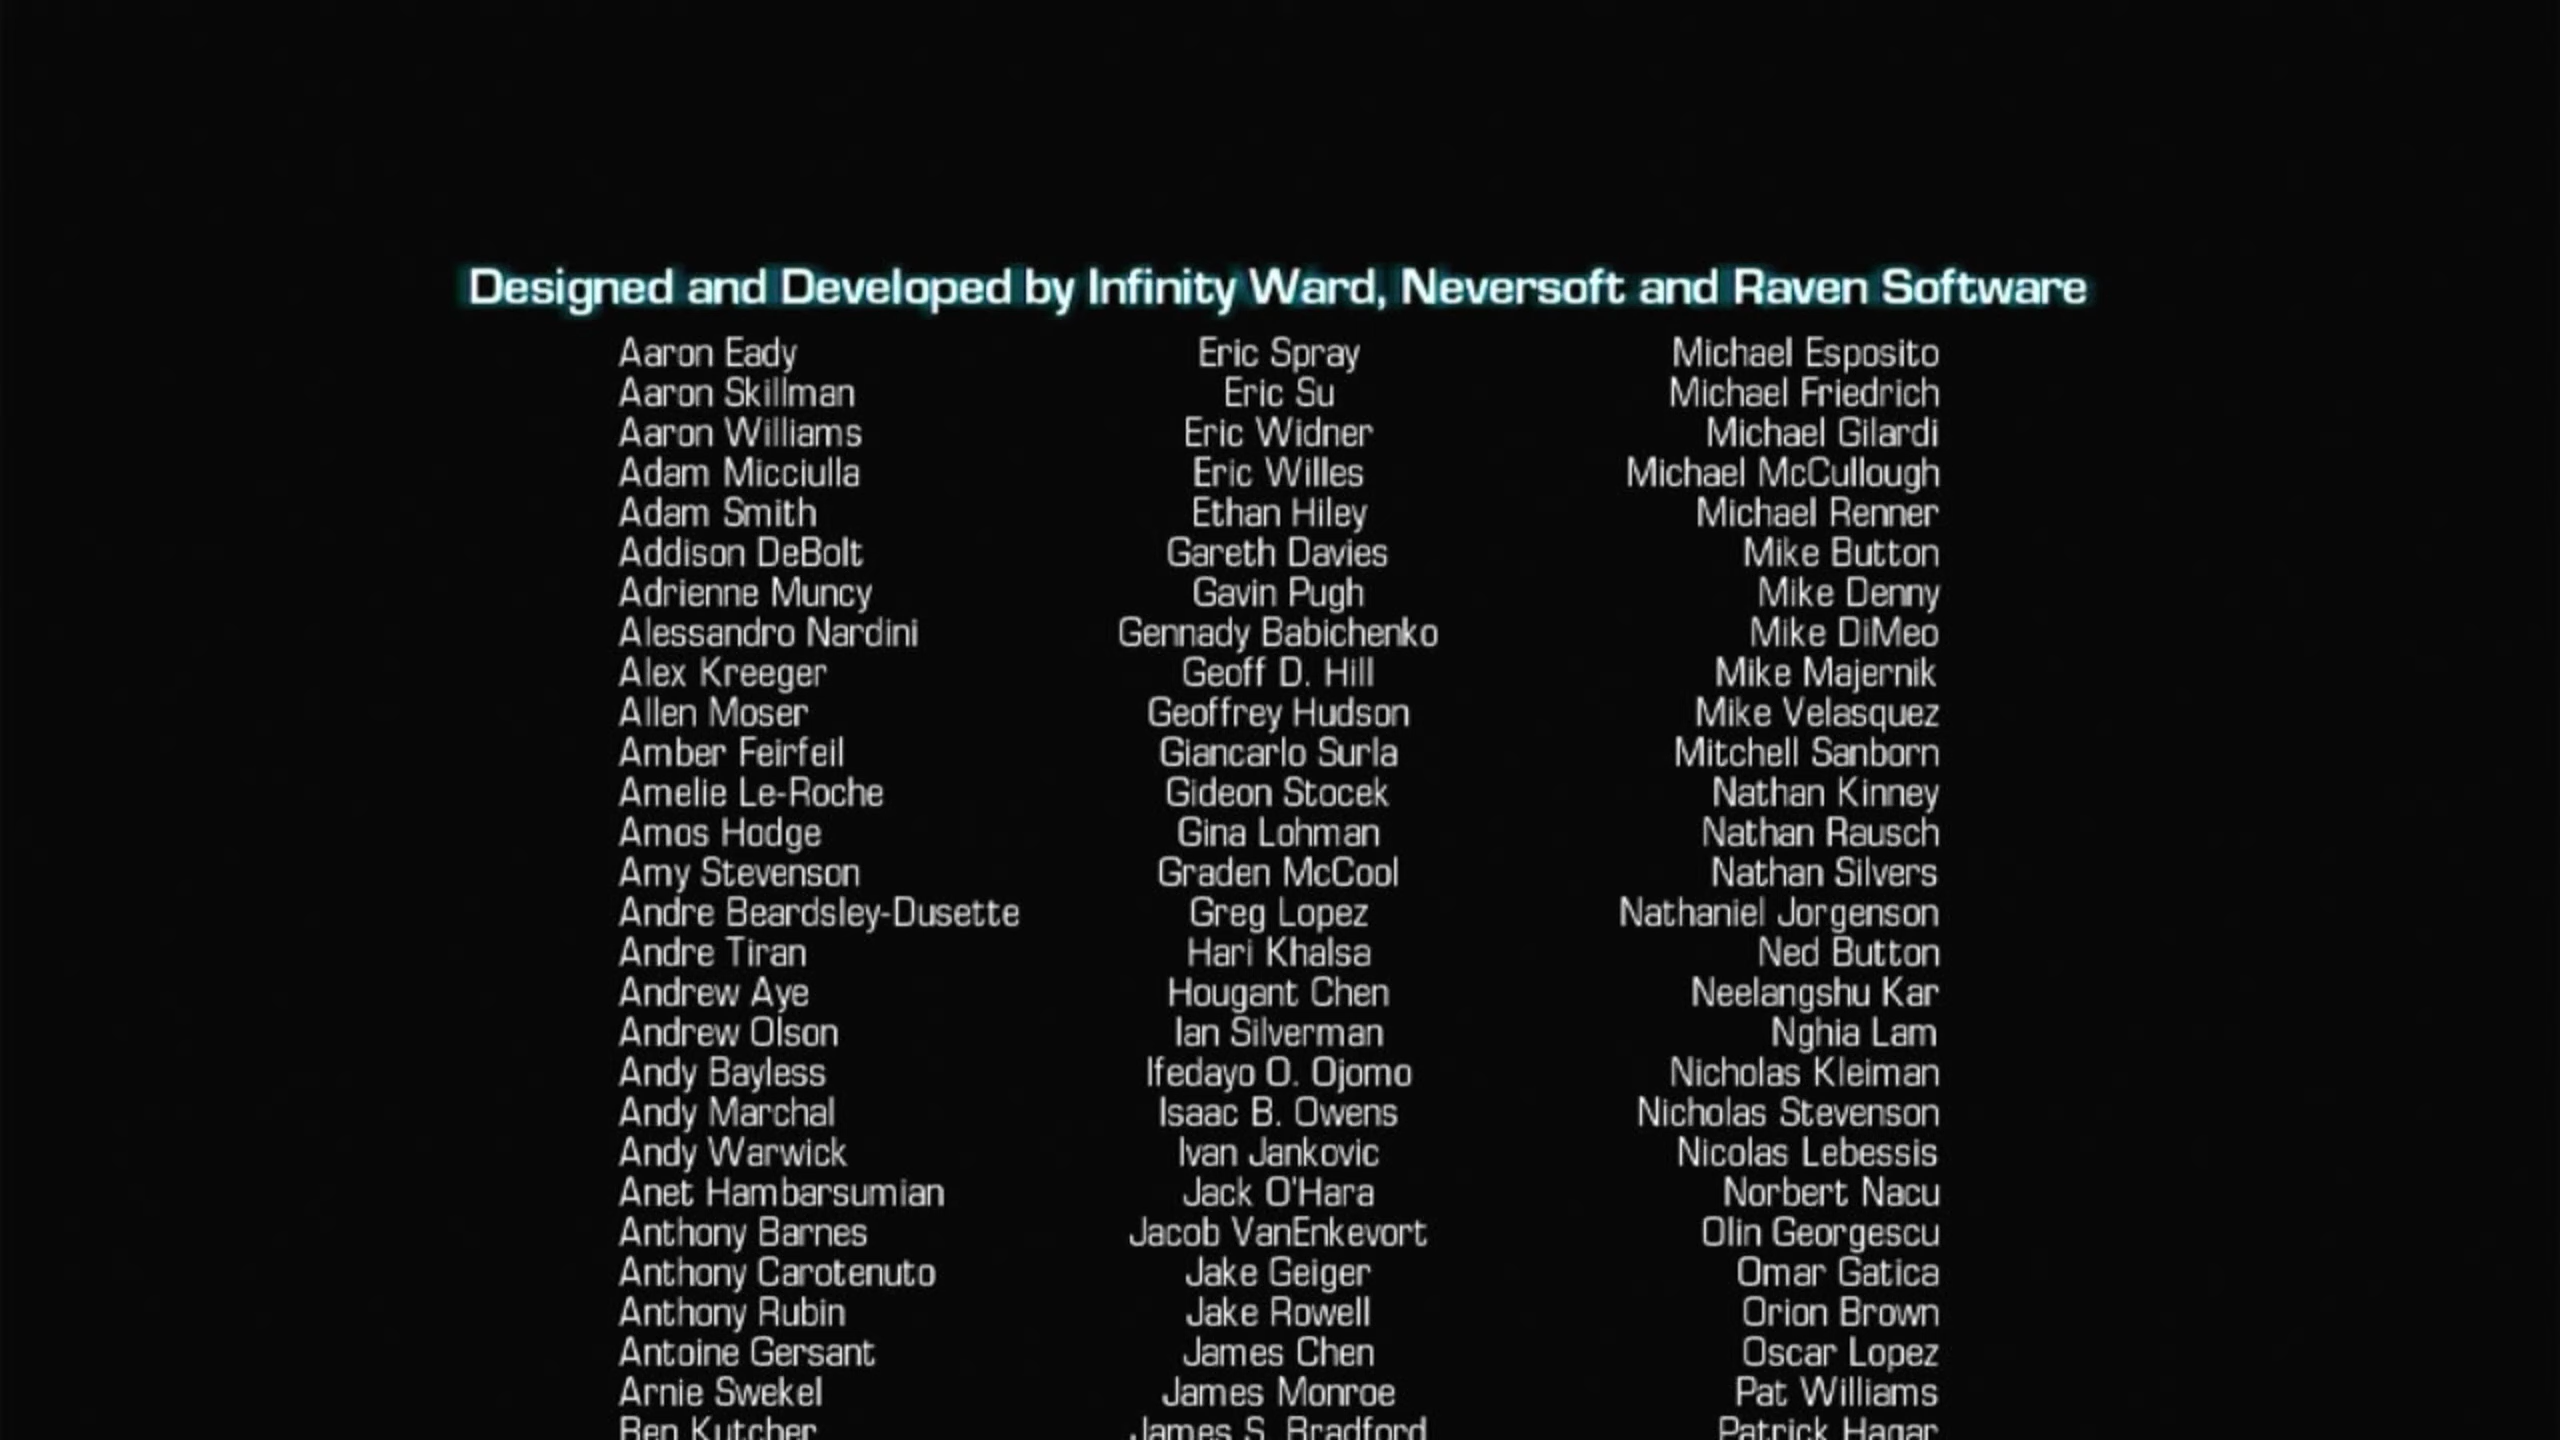 Designed and Developed by Infinity Ward, Neversoft and Raven Software
Aaron Eady Eric Spray Michael Esposito
Aaron Skillman Eric Su Michael Friedrich
Aaron Williams Eric Widner Michael Gilardi
Adam Micciulla Eric Willes Michael McCullough
Adam Smith Ethan Hiley Michael Renner
Addison DeBolt Gareth Davies Mike Button
Adrienne Muncy Gavin Pugh Mike Denny
Alessandro Nardini Gennady Babichenko Mike DiMeo
Alex Kreeger Geoff D. Hill Mike Majernik
Allen Moser Geoffrey Hudson Mike Velasquez
Amber Feirfeil Giancarlo Surla Mitchell Sanborn
Amelie Le-Roche Gideon Stocek Nathan Kinney
Amos Hodge Gina Lohman Nathan Rausch
Amy Stevenson Graden McCool Nathan Silvers
Andre Beardsley-Dusette Greg Lopez Nathaniel Jorgenson
Andre Tiran Hari Khalsa Ned Button
Andrew Aye Hougant Chen Neelangshu Kar
Andrew Olson Ian Silverman Nghia Lam
Andy Bayless Ifedayo O. Ojomo Nicholas Kleiman
Andy Marchal Isaac B. Owens Nicholas Stevenson
Andy Warwick Ivan Jankovic Nicolas Lebessis
Anet Hambarsumian Jack O'Hara Norbert Nacu
Anthony Barnes Jacob VanEnkevort Olin Georgescu
Anthony Carotenuto Jake Geiger Omar Gatica
Anthony Rubin Jake Rowell Orion Brown
Antoine Gersant James Chen Oscar Lopez
Arnie Swekel James Monroe Pat Williams
Ben Kutcher James S. Bradford Patrick Hagar